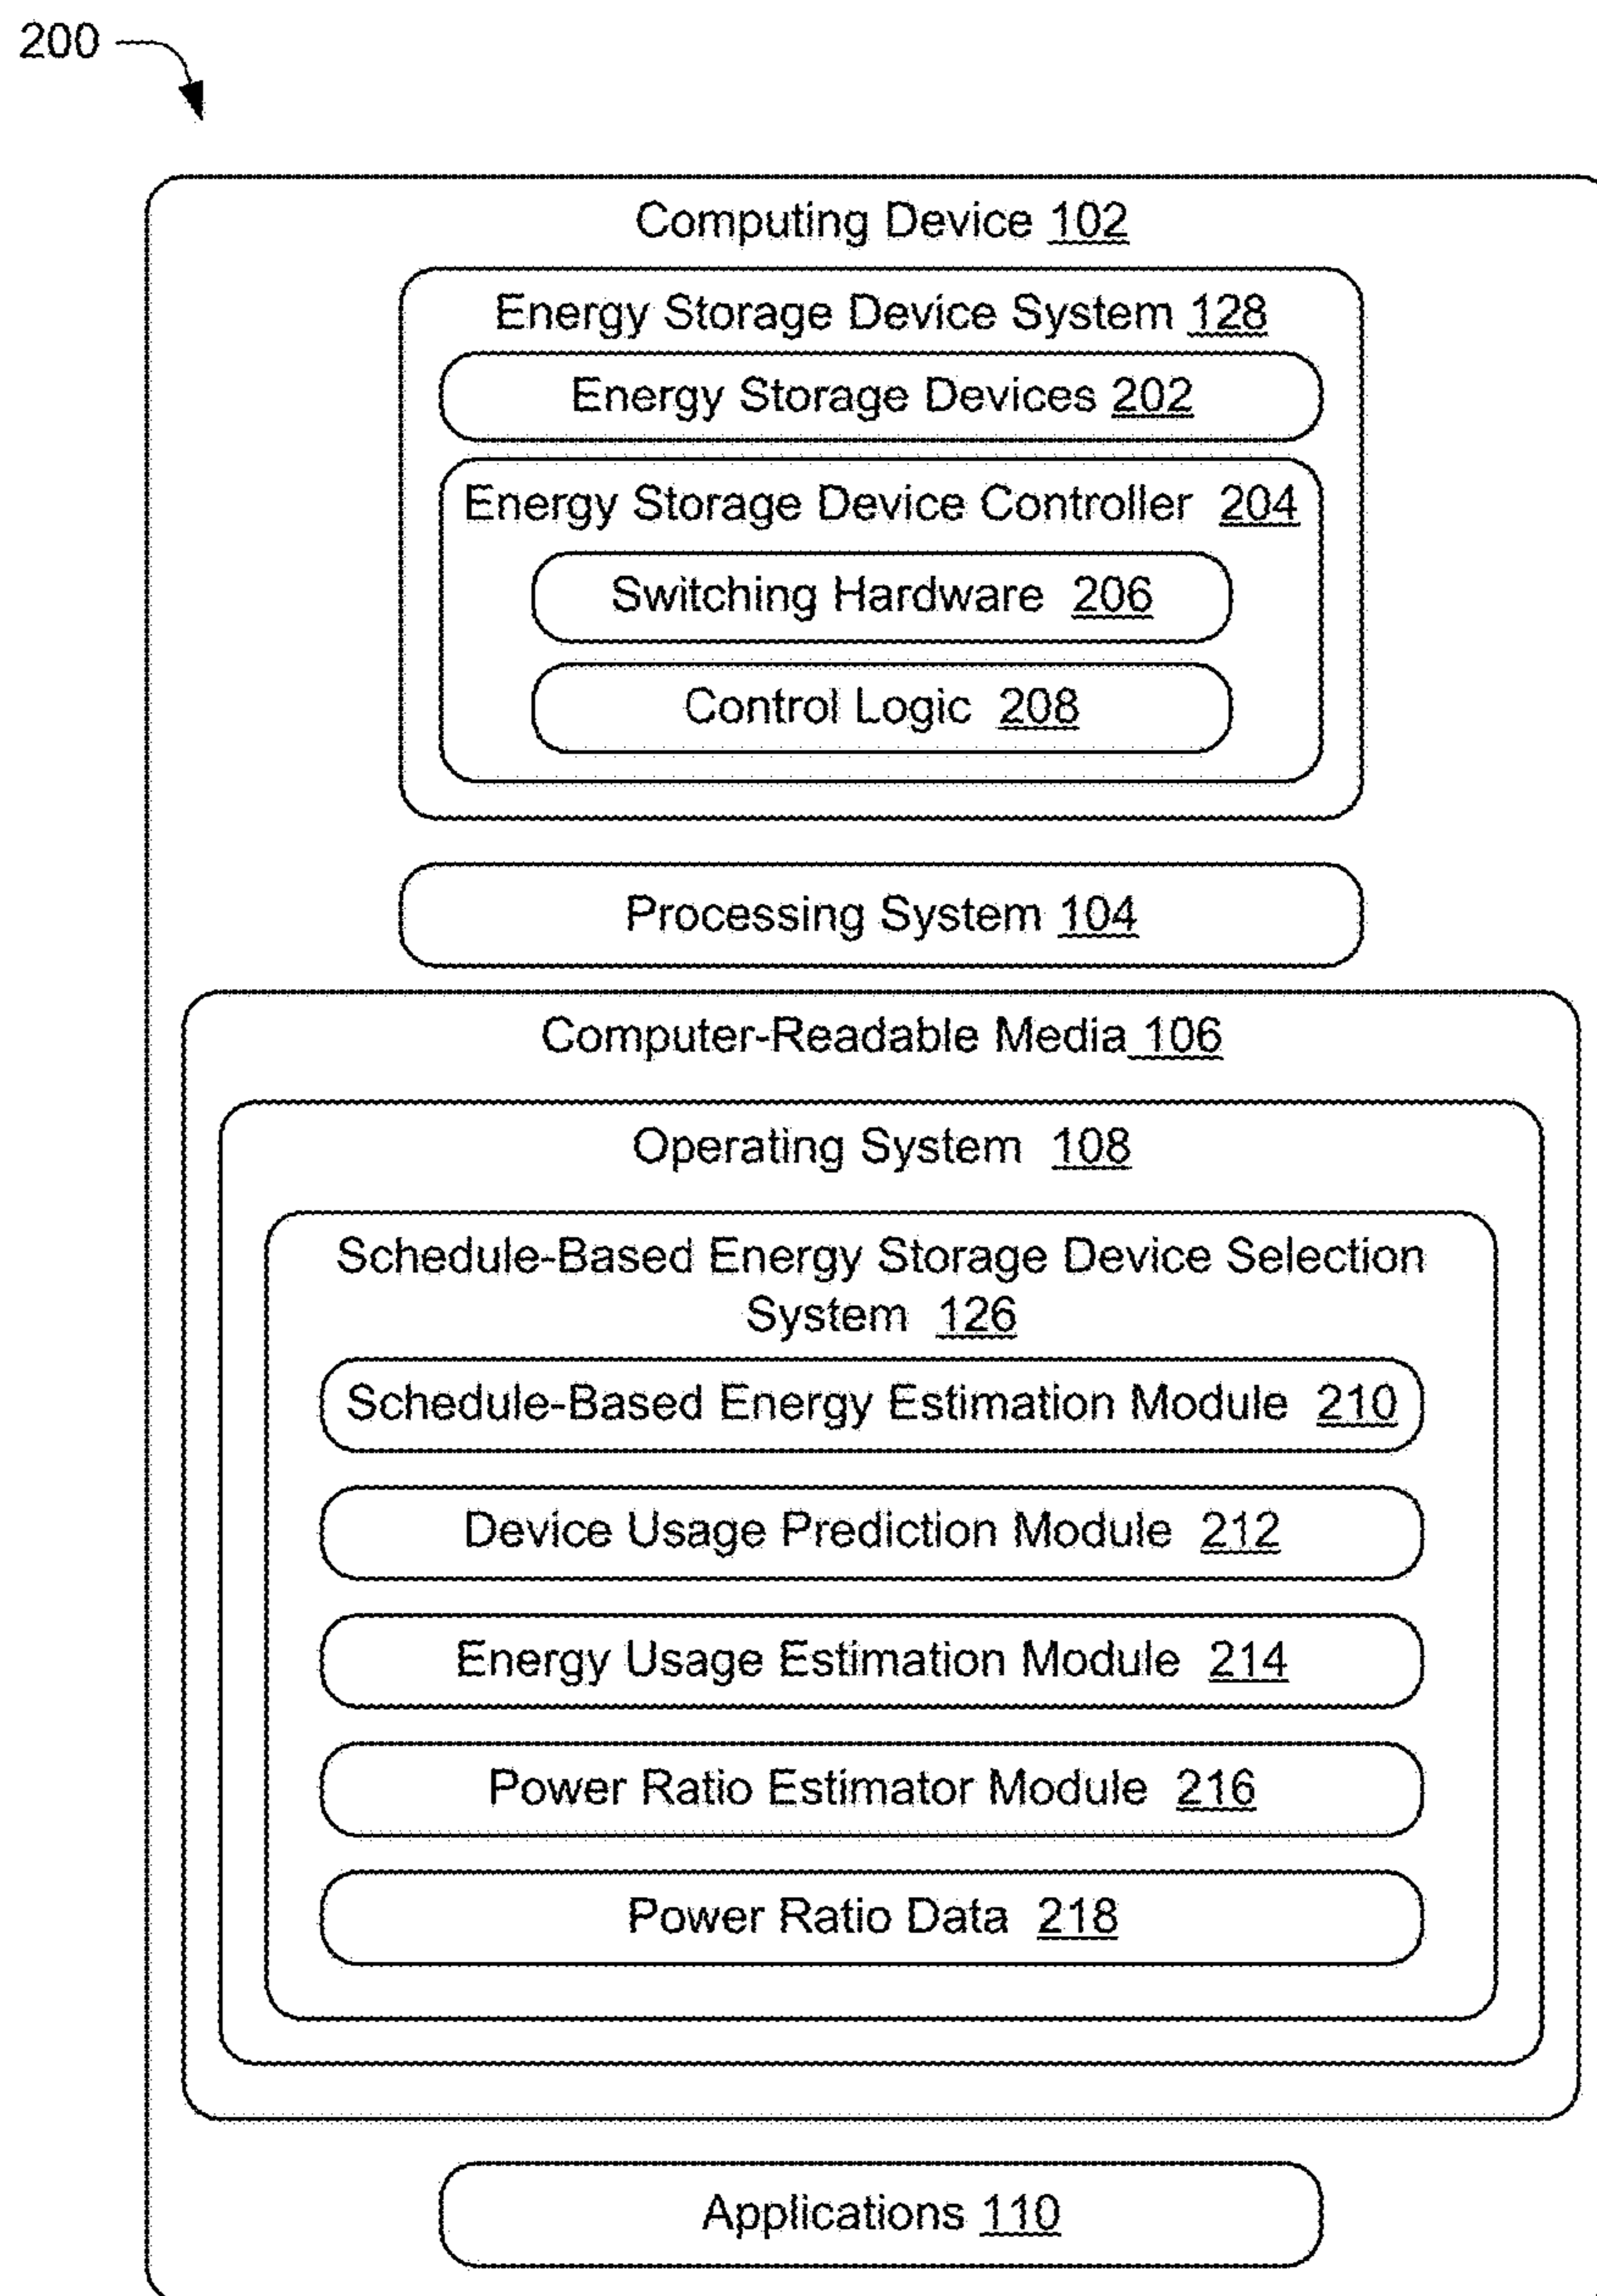 200
Computing Device 102
Energy Storage Device System 128
Energy Storage Devices 202
Energy Storage Device Controller 204
Switching Hardware 206
Control Logic 208
Processing System 104
Computer-Readable Media 106
Operating System 108
Schedule-Based Energy Storage Device Selection
System 126
Schedule-Based Energy Estimation Module 210
Device Usage Prediction Module 212
Energy Usage Estimation Module 214
Power Ratio Estimator Module 216
Power Ratio Data 218
Applications 110